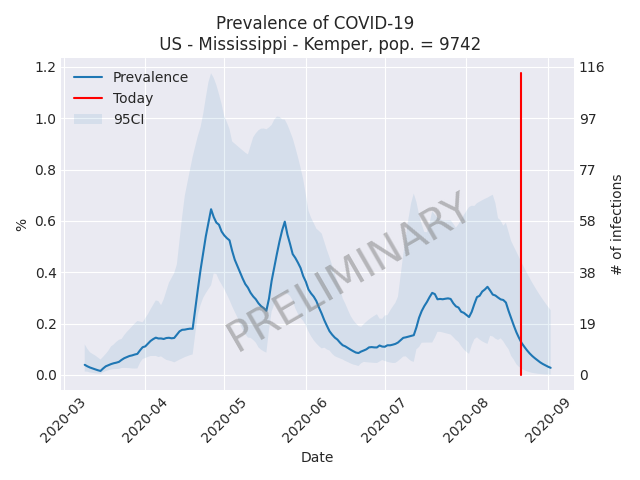 Prevalence of COVID-19
US - Mississippi - Kemper, pop. = 9742
Prevalence
Today
95CI
1.2
1.0
0.8
0.6
0.4
0.2
0.0
%
116
97
77
58
38
19
0
# of infections
PRELIMINARY
2020-03
2020-04
2020-05
2020-06
2020-07
2020-08
2020-09
Date